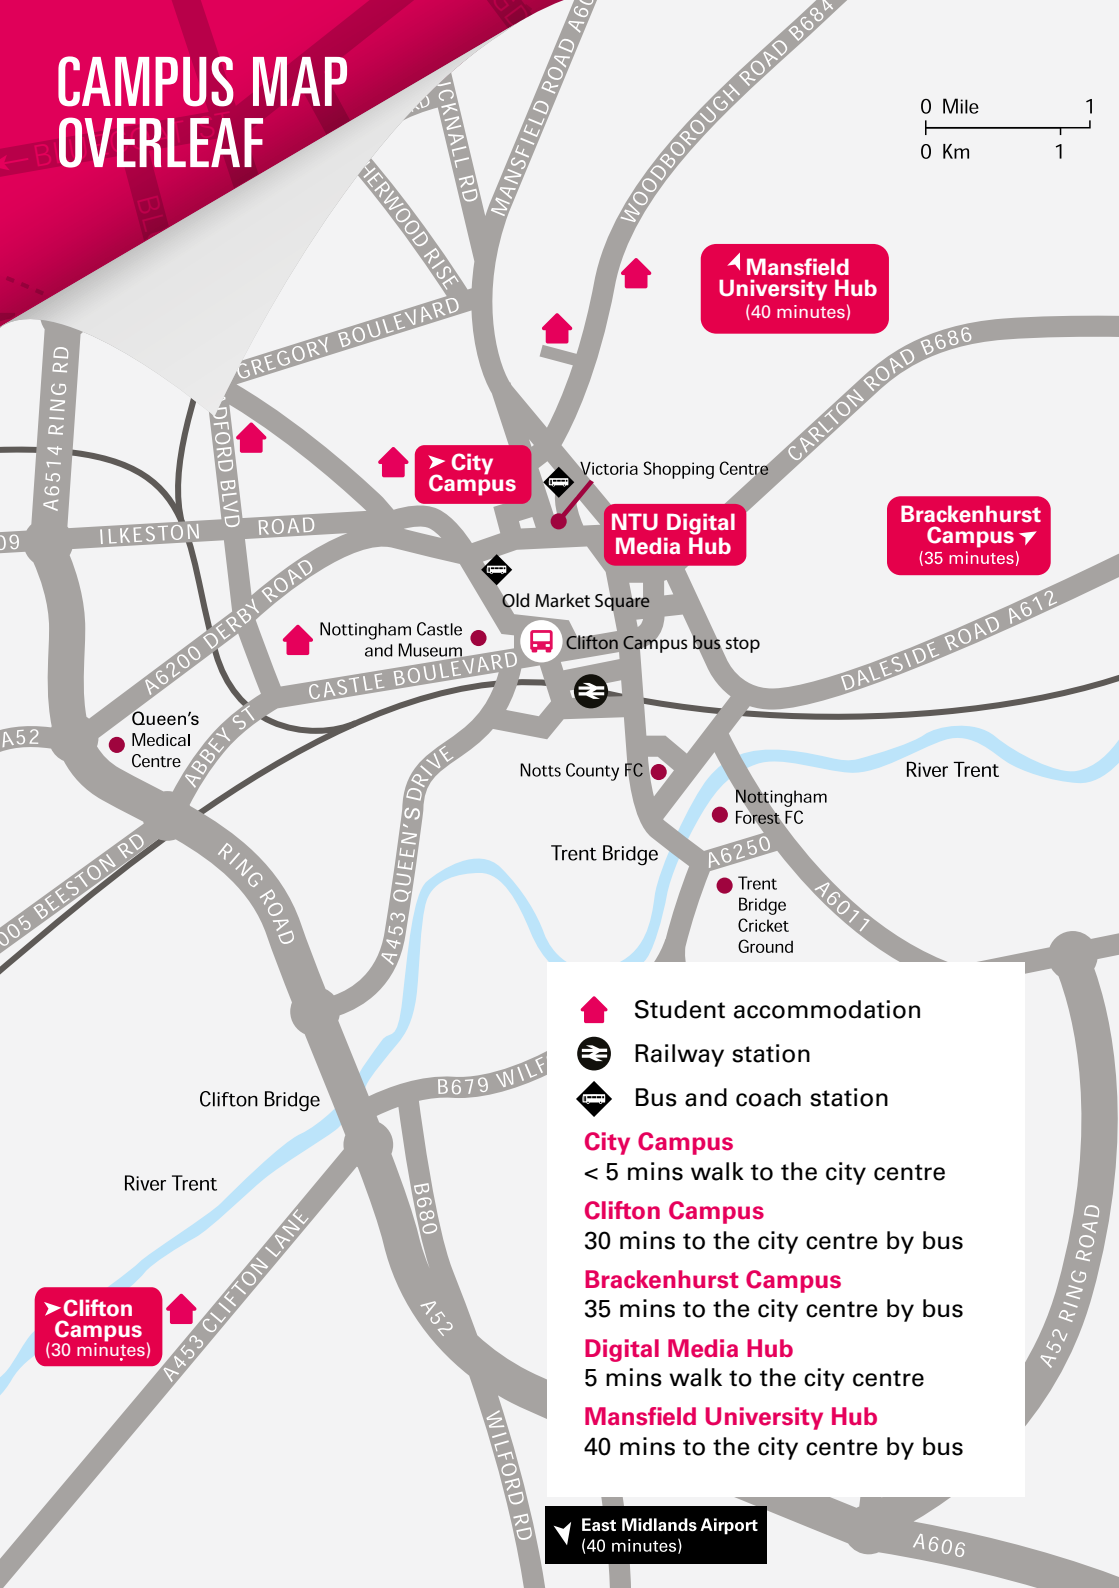 CAMPUS MAP
OVERLEAF
0 Mile 1
0 Km 1
MANSFIELD ROAD
WOODBOROUGH ROAD B684
GREGORY BOULEVARD
RISE
RD
Mansfield
University Hub
(40 minutes)
CARLTON ROAD B686
A6514 RING RD
BLVD
City
Campus
Victoria Shopping Centre
NTU Digital
Media Hub
Brackenhurst
Campus
(35 minutes)
ILKESTON ROAD
A6200 DERBY ROAD
Old Market Square
Nottingham Castle
and Museum
Clifton Campus bus stop
CASTLE BOULEVARD
DALESIDE ROAD A612
A52
Queen's
Medical
Centre
ABBEY ST
A453 QUEEN'S DRIVE
Notts County FC
River Trent
Nottingham
Forest FC
Trent Bridge
A6250
BEESTON RD
RING ROAD
Trent
Bridge
Cricket
Ground
A6011
Clifton Bridge
B679
River Trent
B680
A453 CLIFTON LANE
A52
A52 RING ROAD
Clifton
Campus
(30 minutes)
WILFORD RD
Student accommodation
Railway station
Bus and coach station
City Campus
< 5 mins walk to the city centre
Clifton Campus
30 mins to the city centre by bus
Brackenhurst Campus
35 mins to the city centre by bus
Digital Media Hub
5 mins walk to the city centre
Mansfield University Hub
40 mins to the city centre by bus
East Midlands Airport
(40 minutes)
A606